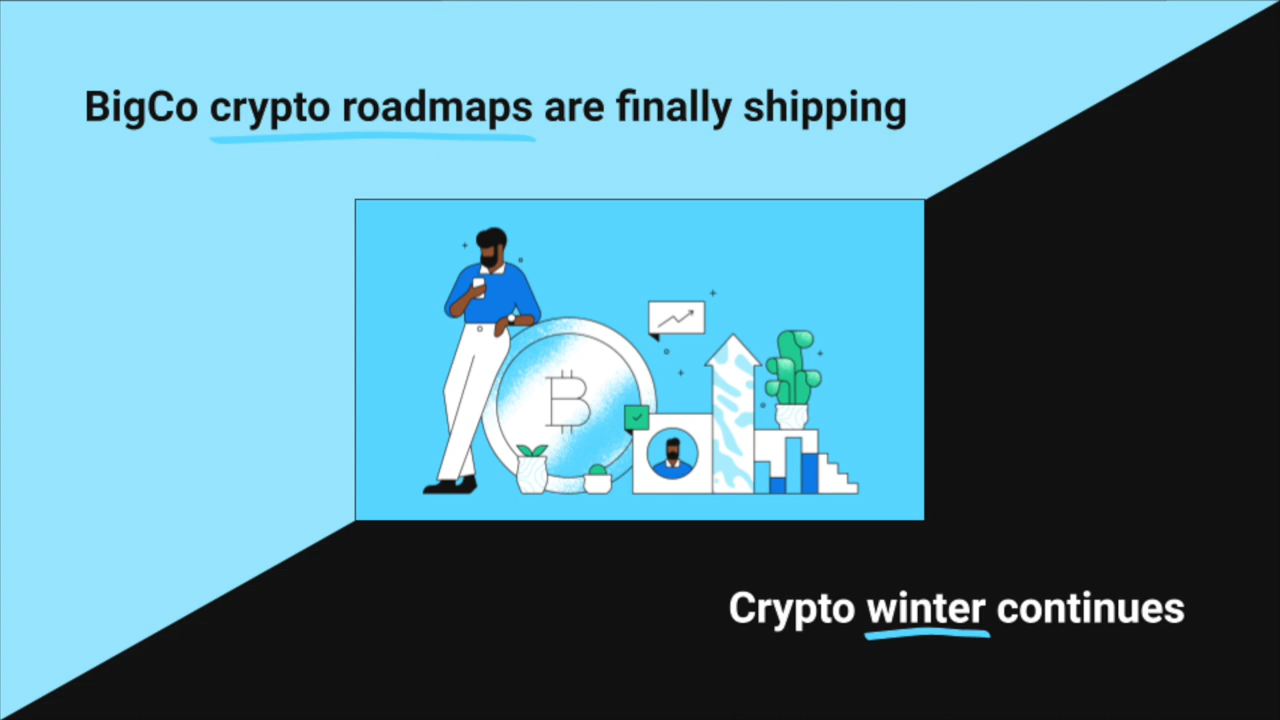 BigCo crypto roadmaps are finally shipping
Crypto winter continues